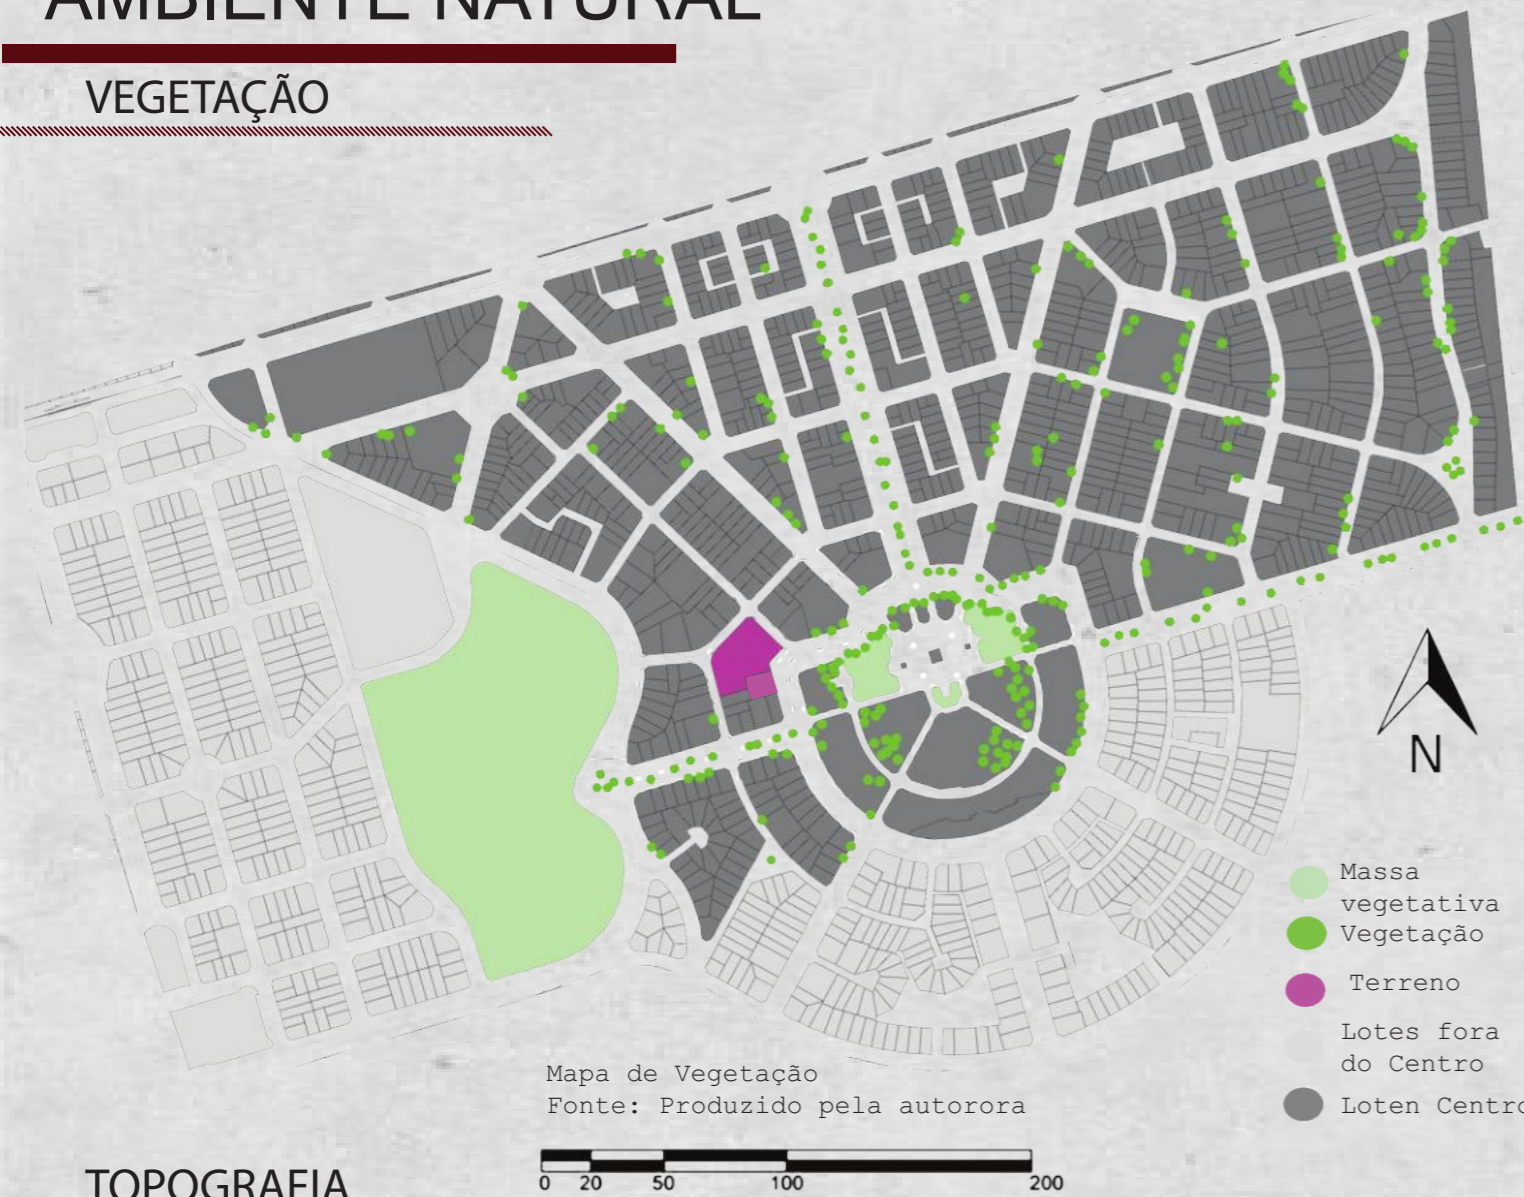 AMBIENTE NATURAL
VEGETAÇÃO
N
Massa
vegetativa
Vegetação
Terreno
Lotes fora
do Centro
Loten Centro
Mapa de Vegetação
Fonte: Produzido pela autorora
0 20 50 100 200
TOPOGRAFIA